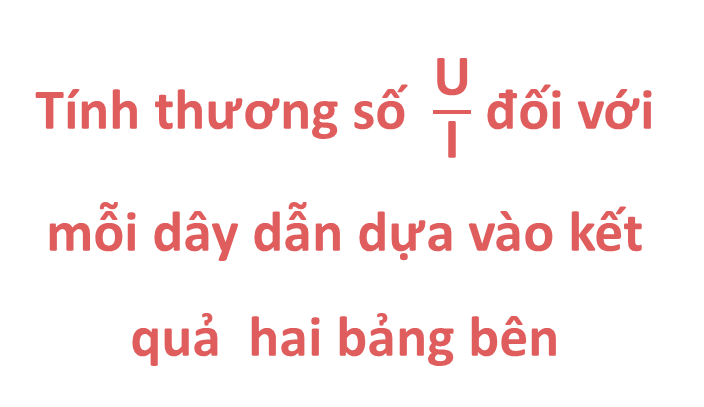 Tính thương số U/I đối với
mỗi dây dẫn dựa vào kết
quả hai bảng bên